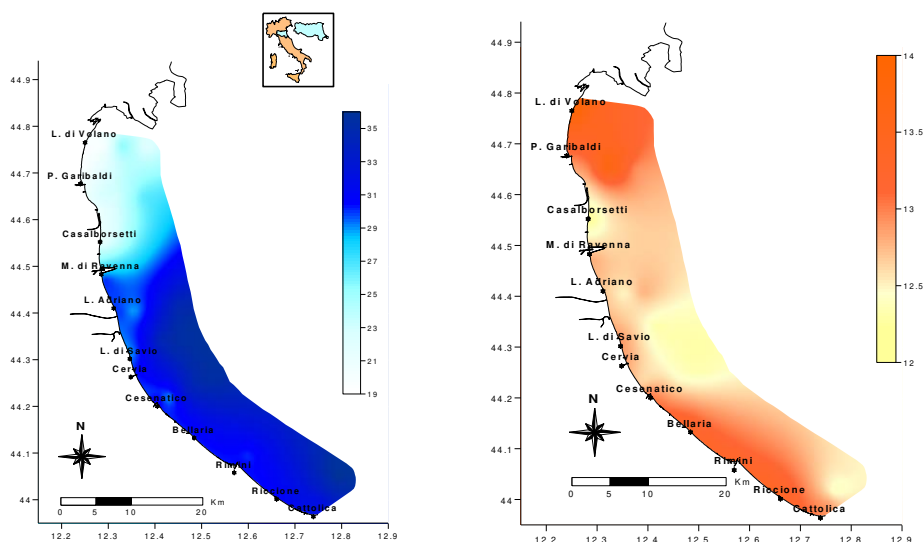 44.9
44.8
44.7
44.6
44.5
44.4
44.3
44.2
44.1
44
12.2
12.3
12.4
12.5
12.6
12.7
12.8
12.9
L. di Volano
P. Garibaldi
Casalborsetti
M. di Ravenna
L. Adriano
L. di Savio
Cervia
Cesenatico
Bellaria
Rimini
Riccione
Cattolica
N
0
5
10
20
Km
35
33
31
29
27
25
23
21
19
44.9
44.8
44.7
44.6
44.5
44.4
44.3
44.2
44.1
44
12.2
12.3
12.4
12.5
12.6
12.7
12.8
12.9
L. di Volano
P. Garibaldi
Casalborsetti
M. di Ravenna
L. Adriano
L. di Savio
Cervia
Cesenatico
Bellaria
Rimini
Riccione
Cattolica
N
0
5
10
20
Km
14
13.5
13
12.5
12